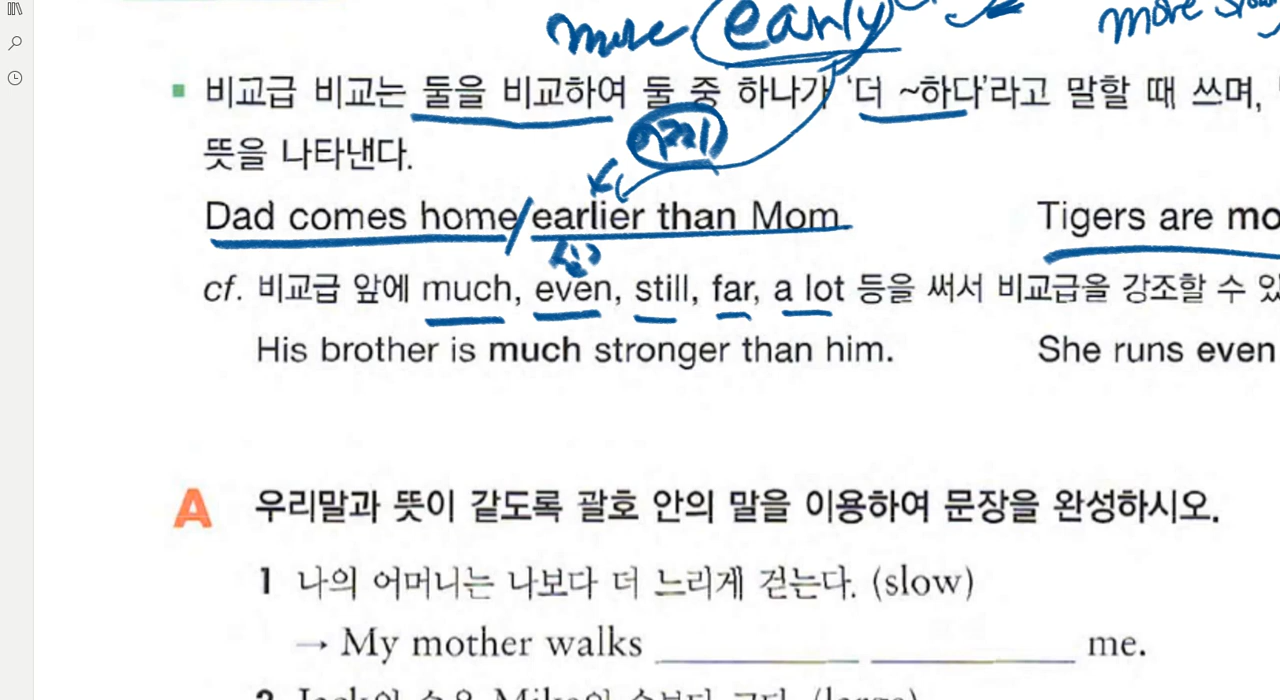 more early more slow
비교급 비교는 둘을 비교하여 둘 중 하나가 '더 ~하다'라고 말할 때 쓰며,
뜻을 나타낸다.
Dad comes home/earlier than Mom. Tigers are mo
cf. 비교급 앞에 much, even, still, far, a lot 등을 써서 비교급을 강조할 수 있
His brother is much stronger than him. She runs even
A 우리말과 뜻이 같도록 괄호 안의 말을 이용하여 문장을 완성하시오.
1 나의 어머니는 나보다 더 느리게 걷는다. (slow)
→ My mother walks ________ ________ me.